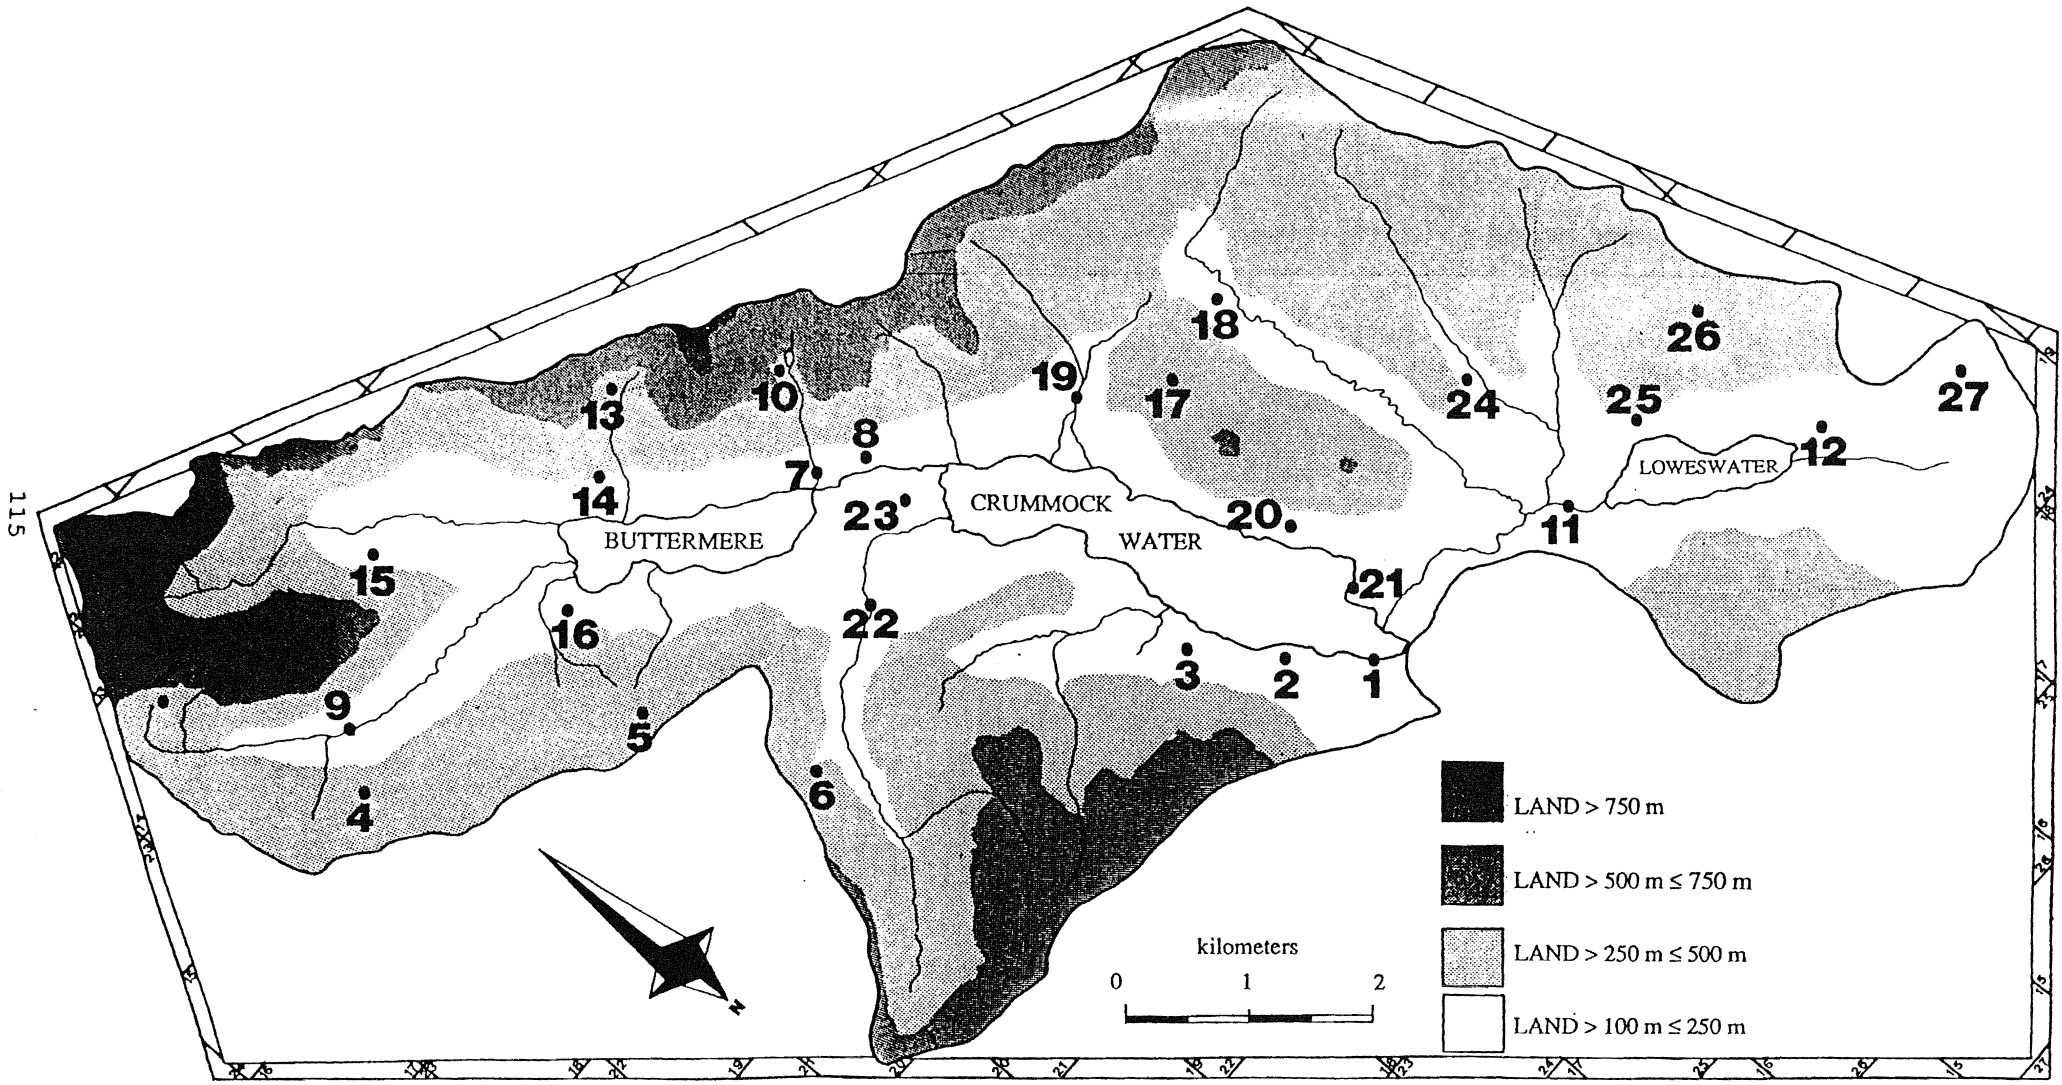 115
18
26
19
10
17
24
25
27
13
8
12
LOWESWATER
7
14
CRUMMOCK
23
20
11
BUTTERMERE
WATER
15
21
16
22
3
2
1
9
5
6
4
LAND > 750 m
LAND > 500 m ≤ 750 m
kilometers
LAND > 250 m ≤ 500 m
0 1 2
N
LAND > 100 m ≤ 250 m